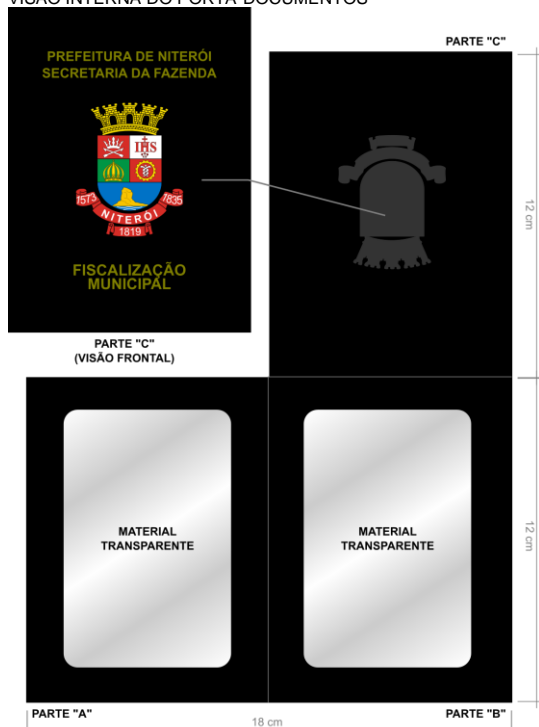 VISÃO INTERNA DO PORTA-DOCUMENTOS
PARTE "C"
PREFEITURA DE NITERÓI
SECRETARIA DA FAZENDA
IHS
1573
1835
NITERÓI
1819
FISCALIZAÇÃO
MUNICIPAL
PARTE "C"
(VISÃO FRONTAL)
12 cm
MATERIAL
TRANSPARENTE
MATERIAL
TRANSPARENTE
12 cm
PARTE "A"
PARTE "B"
18 cm